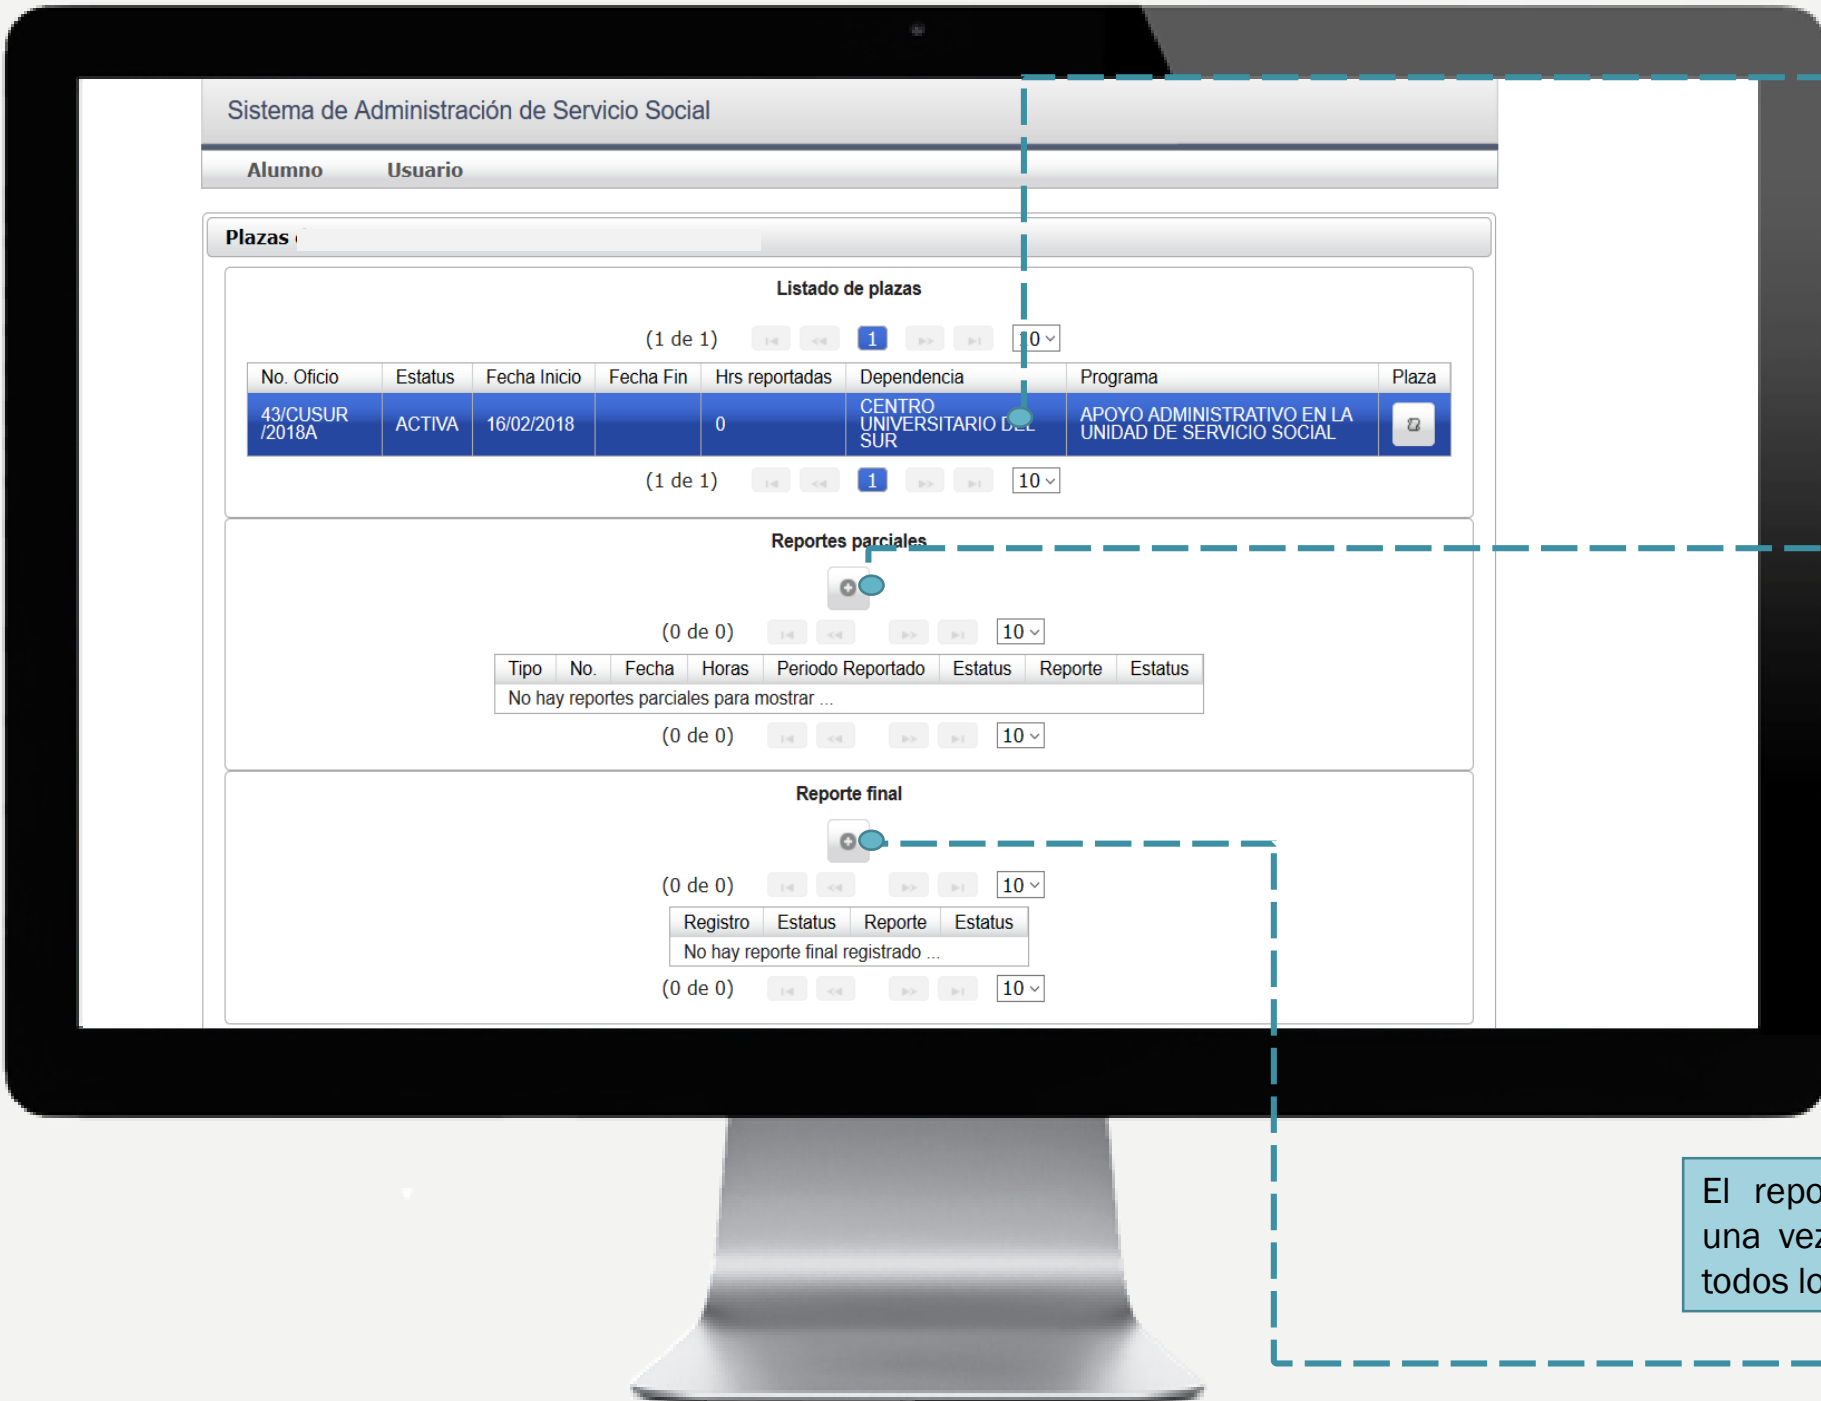 Sistema de Administración de Servicio Social
Alumno Usuario
Plazas
Listado de plazas
(1 de 1) 1 10
No. Oficio Estatus Fecha Inicio Fecha Fin Hrs reportadas Dependencia Programa Plaza
43/CUSUR /2018A ACTIVA 16/02/2018 0 CENTRO UNIVERSITARIO DEL SUR APOYO ADMINISTRATIVO EN LA UNIDAD DE SERVICIO SOCIAL
(1 de 1) 1 10
Reportes parciales
(0 de 0) 10
Tipo No. Fecha Horas Periodo Reportado Estatus Reporte Estatus
No hay reportes parciales para mostrar ...
(0 de 0) 10
Reporte final
(0 de 0) 10
Registro Estatus Reporte Estatus
No hay reporte final registrado ...
(0 de 0) 10
El repo
una vez
todos lo